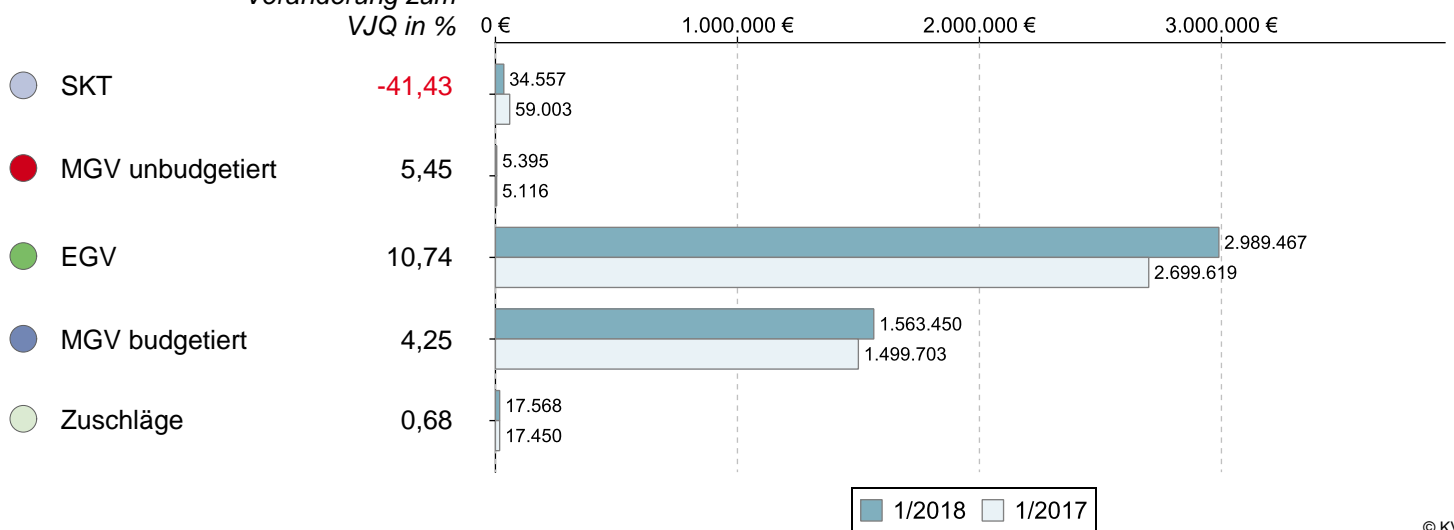 Veränderung zum
VJQ in %
0 €
1.000.000 €
2.000.000 €
3.000.000 €
SKT
-41,43
34.557
59.003
MGV unbudgetiert
5,45
5.395
5.116
EGV
10,74
2.989.467
2.699.619
MGV budgetiert
4,25
1.563.450
1.499.703
Zuschläge
0,68
17.568
17.450
1/2018 1/2017